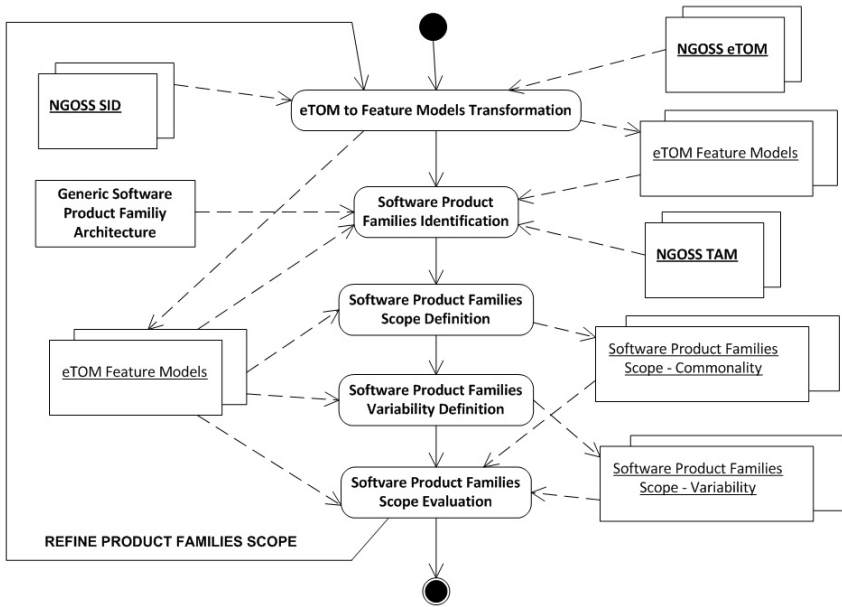 NGOSS eTOM
NGOSS SID
eTOM to Feature Models Transformation
eTOM Feature Models
Generic Software
Product Familiy
Architecture
Software Product
Families Identification
NGOSS TAM
Software Product Families
Scope Definition
Software Product Families
Scope - Commonality
eTOM Feature Models
Software Product Families
Variability Definition
Software Product Families
Scope - Variability
Softvare Product Families
Scope Evaluation
REFINE PRODUCT FAMILIES SCOPE